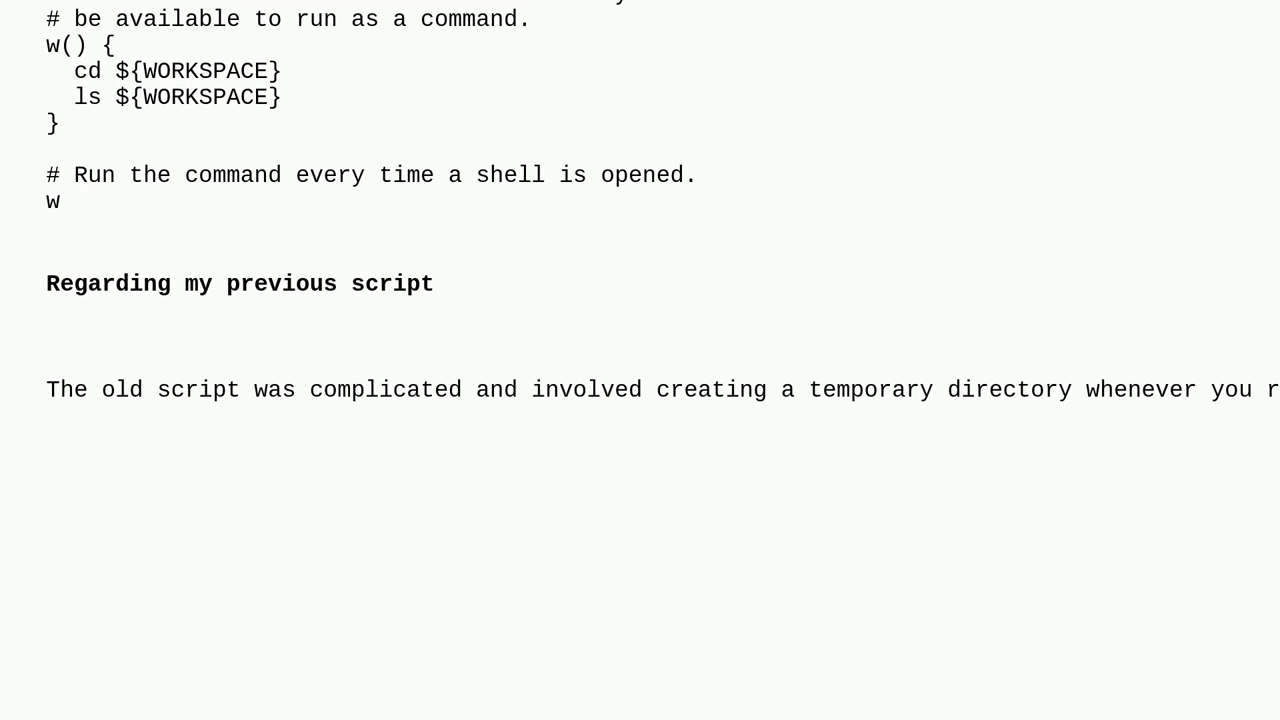 # be available to run as a command.
w() {
  cd ${WORKSPACE}
  ls ${WORKSPACE}
}
# Run the command every time a shell is opened.
w
Regarding my previous script
The old script was complicated and involved creating a temporary directory whenever you